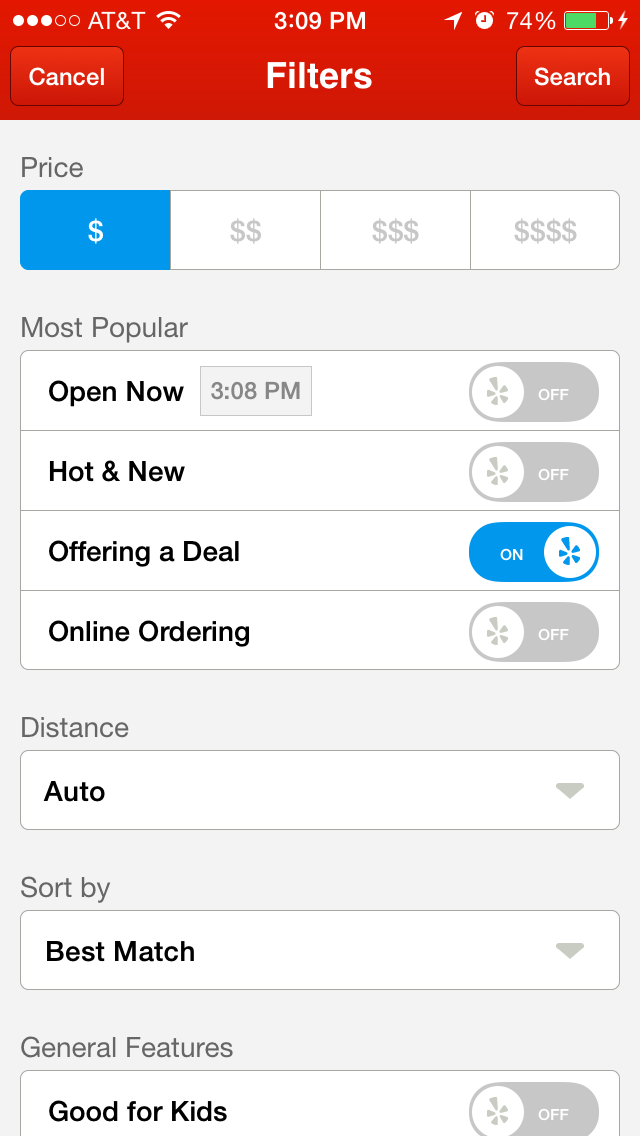 AT&T 3:09 PM 74%
Cancel Filters Search
Price
$ $$ $$$ $$$$
Most Popular
Open Now 3:08 PM OFF
Hot & New OFF
Offering a Deal ON
Online Ordering OFF
Distance
Auto
Sort by
Best Match
General Features
Good for Kids OFF